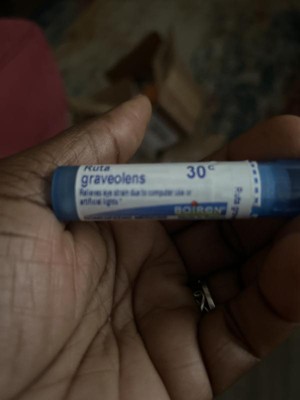 Ruta
graveolens 30c
Relieves eye strain due to computer use or
artificial lights.*
BOIRON